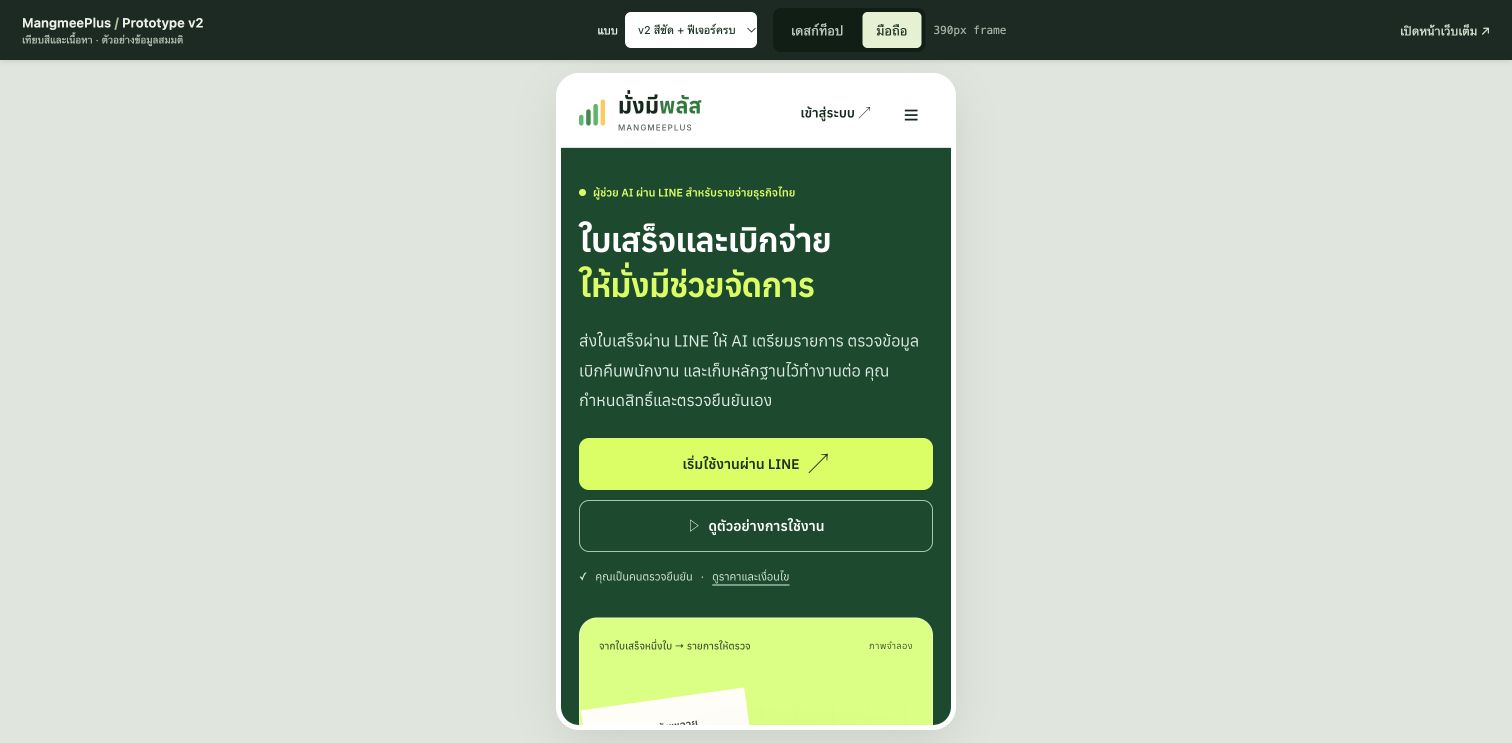 MangmeePlus / Prototype v2
เทียบสีและเนื้อหา · ตัวอย่างข้อมูลสมมติ
แบบ
v2 สีชัด + ฟีเจอร์ครบ
เดสก์ท็อป
มือถือ
390px frame
เปิดหน้าเว็บเต็ม ↗
มั่งมีพลัส
MANGMEEPLUS
เข้าสู่ระบบ ↗
ผู้ช่วย AI ผ่าน LINE สำหรับรายจ่ายธุรกิจไทย
ใบเสร็จและเบิกจ่าย
ให้มั่งมีช่วยจัดการ
ส่งใบเสร็จผ่าน LINE ให้ AI เตรียมรายการ ตรวจข้อมูล
เบิกคืนพนักงาน และเก็บหลักฐานไว้ทำงานต่อ คุณ
กำหนดสิทธิ์และตรวจยืนยันเอง
เริ่มใช้งานผ่าน LINE ↗
ดูตัวอย่างการใช้งาน
✓ คุณเป็นคนตรวจยืนยัน · ดูราคาและเงื่อนไข
จากใบเสร็จหนึ่งใบ → รายการให้ตรวจ
ภาพจำลอง